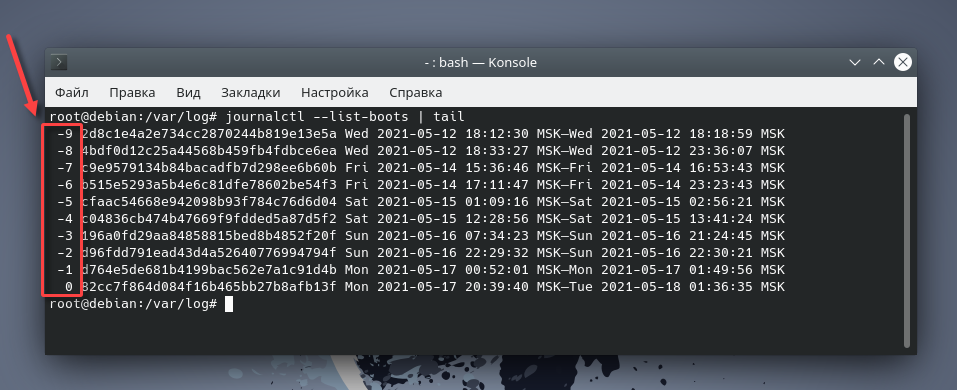 - : bash — Konsole
Файл Правка Вид Закладки Настройка Справка
root@debian:/var/log# journalctl --list-boots | tail
-9 2d8c1e4a2e734cc2870244b819e13e5a Wed 2021-05-12 18:12:30 MSK—Wed 2021-05-12 18:18:59 MSK
-8 4bdf0d12c25a44568b459fb4fdbce6ea Wed 2021-05-12 18:33:27 MSK—Wed 2021-05-12 23:36:07 MSK
-7 c9e9579134b84bacadfb7d298ee6b60b Fri 2021-05-14 15:36:46 MSK—Fri 2021-05-14 16:53:43 MSK
-6 b515e5293a5b4e6c81dfe78602be54f3 Fri 2021-05-14 17:11:47 MSK—Fri 2021-05-14 23:23:43 MSK
-5 cfaac54668e942098b93f784c76d6d04 Sat 2021-05-15 01:09:16 MSK—Sat 2021-05-15 02:56:21 MSK
-4 c04836cb474b47669f9fdded5a87d5f2 Sat 2021-05-15 12:28:56 MSK—Sat 2021-05-15 13:41:24 MSK
-3 196a0fd29aa84858815bed8b4852f20f Sun 2021-05-16 07:34:23 MSK—Sun 2021-05-16 21:24:45 MSK
-2 d96fdd791ead43d4a52640776994794f Sun 2021-05-16 22:29:32 MSK—Sun 2021-05-16 22:30:21 MSK
-1 d764e5de681b4199bac562e7a1c91d4b Mon 2021-05-17 00:52:01 MSK—Mon 2021-05-17 01:49:56 MSK
0 82cc7f864d084f16b465bb27b8afb13f Mon 2021-05-17 20:39:40 MSK—Tue 2021-05-18 01:36:35 MSK
root@debian:/var/log#